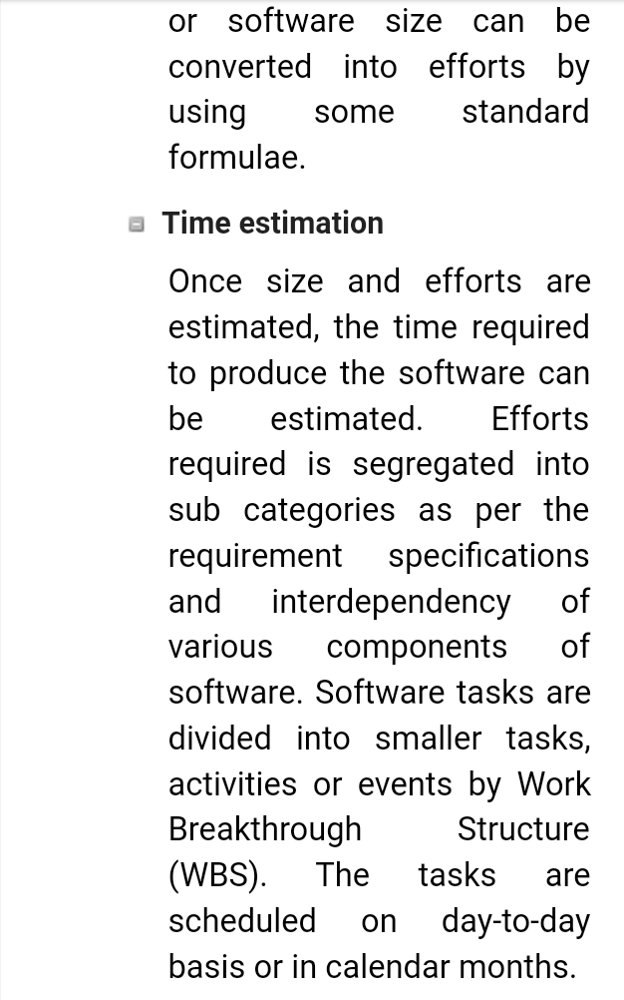 or software size can be
converted into efforts by
using some standard
formulae.
Time estimation
Once size and efforts are
estimated, the time required
to produce the software can
be estimated. Efforts
required is segregated into
sub categories as per the
requirement specifications
and interdependency of
various components of
software. Software tasks are
divided into smaller tasks,
activities or events by Work
Breakthrough Structure
(WBS). The tasks are
scheduled on day-to-day
basis or in calendar months.